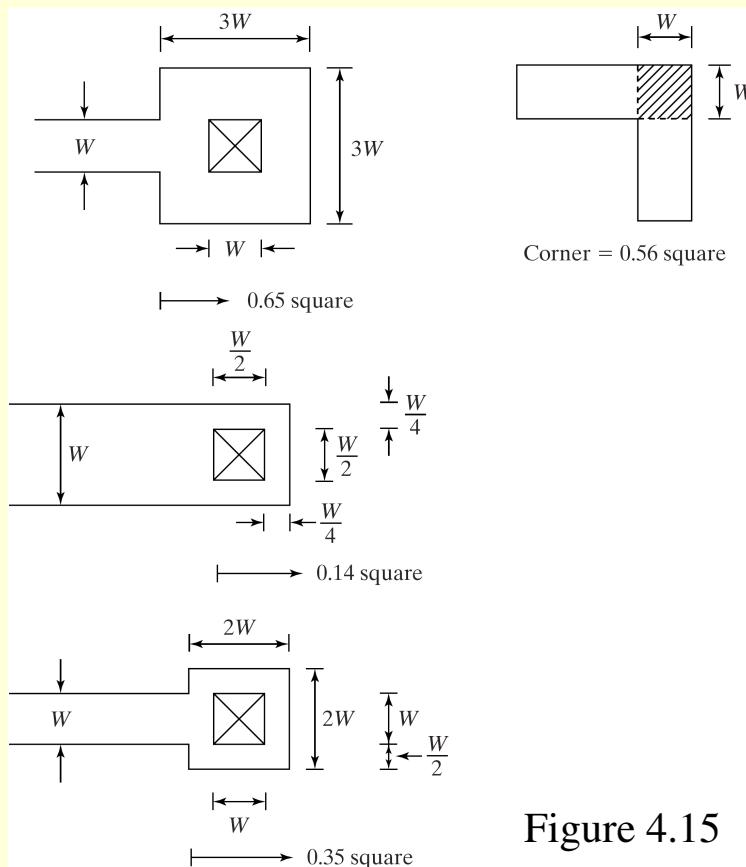 3W
W
3W
W
0.65 square
W
W
Corner = 0.56 square
W/2
W
W/2
W/4
W/4
0.14 square
2W
W
2W
W
W/2
W
0.35 square
Figure 4.15